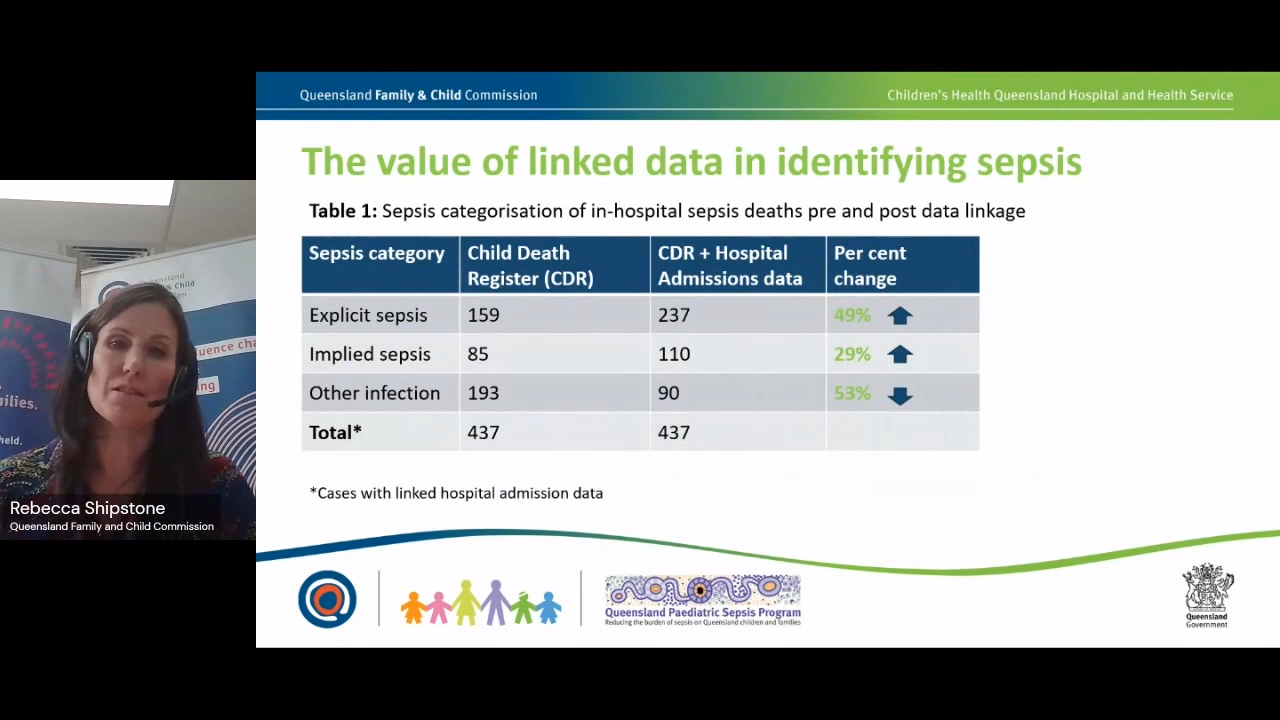 Queensland Family & Child Commission
Children's Health Queensland Hospital and Health Service
The value of linked data in identifying sepsis
Table 1: Sepsis categorisation of in-hospital sepsis deaths pre and post data linkage
Sepsis category Child Death Register (CDR) CDR + Hospital Admissions data Per cent change
Explicit sepsis 159 237 49%
Implied sepsis 85 110 29%
Other infection 193 90 53%
Total* 437 437
*Cases with linked hospital admission data
Queensland
& Child
milies.
held.
Rebecca Shipstone
Queensland Family and Child Commission
Queensland Paediatric Sepsis Program
Reducing the burden of sepsis on Queensland children and families
Queensland
Government